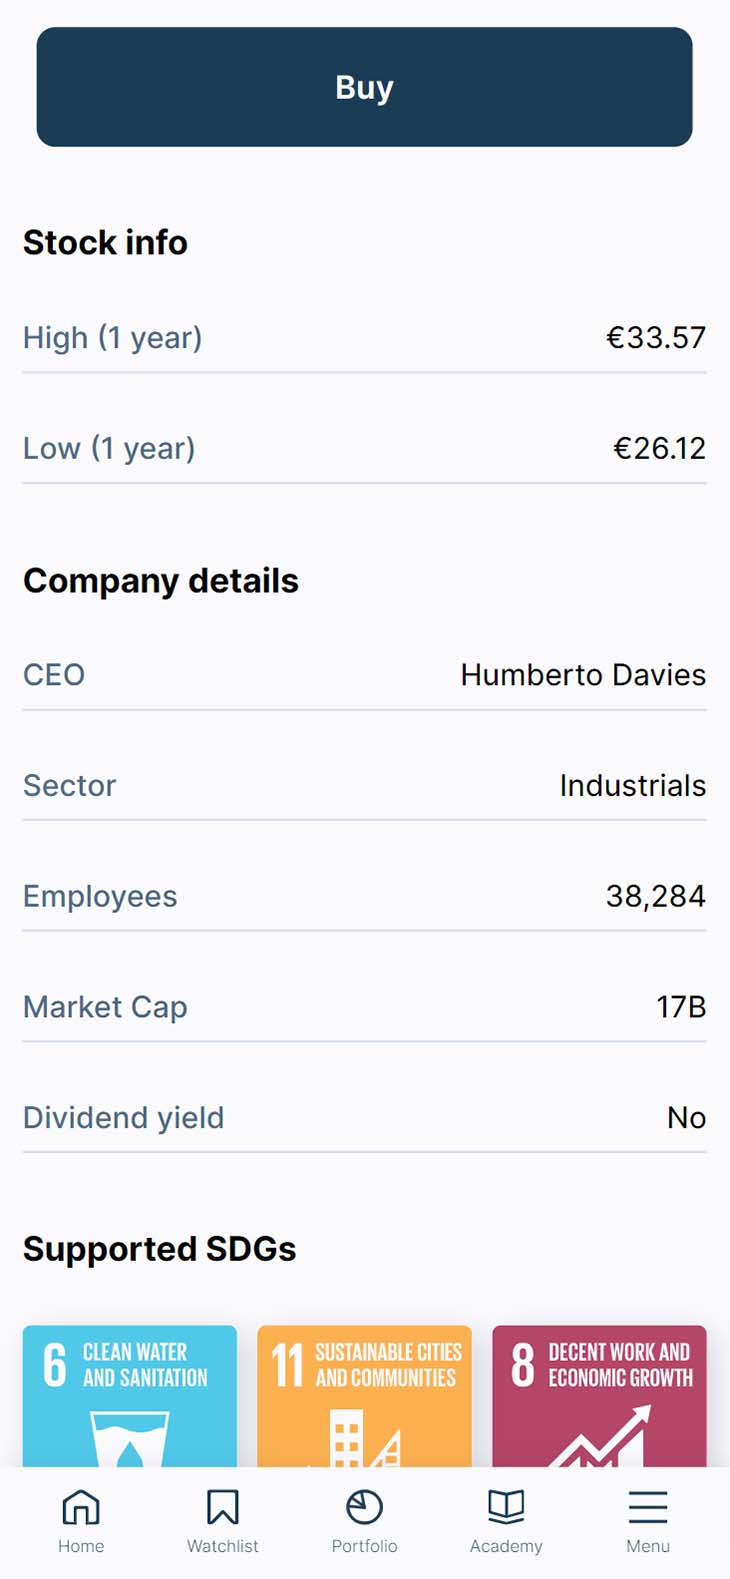 Buy
Stock info
High (1 year) €33.57
Low (1 year) €26.12
Company details
CEO Humberto Davies
Sector Industrials
Employees 38,284
Market Cap 17B
Dividend yield No
Supported SDGs
6 CLEAN WATER
AND SANITATION
11 SUSTAINABLE CITIES
AND COMMUNITIES
8 DECENT WORK AND
ECONOMIC GROWTH
Home Watchlist Portfolio Academy Menu